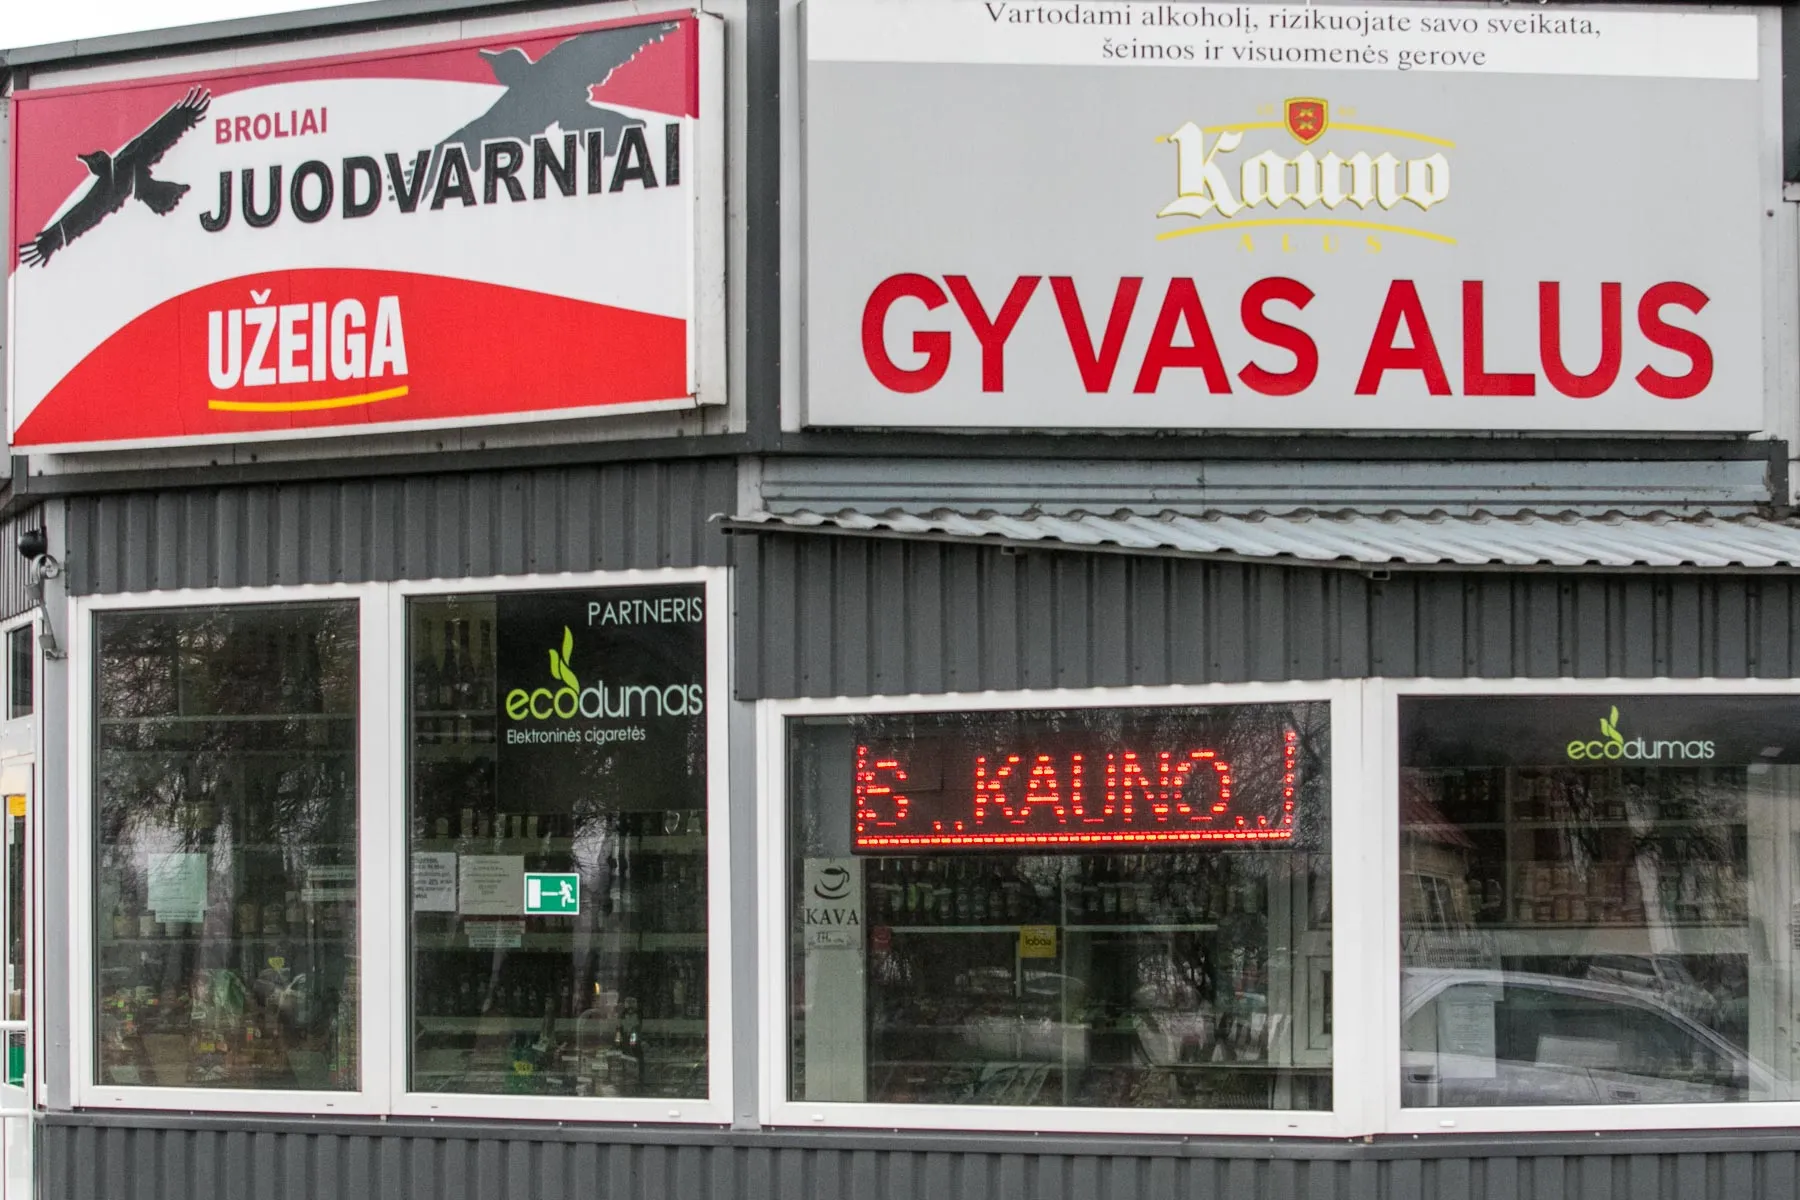 BROLIAI
JUODVARNIAI
UŽEIGA
Vartodami alkoholį, rizikuojate savo sveikata,
šeimos ir visuomenės gerove
Kauno
ALUS
GYVAS ALUS
PARTNERIS
ecodumas
Elektroninės cigaretės
S ,,KAUNO,,
KAVA
ecodumas